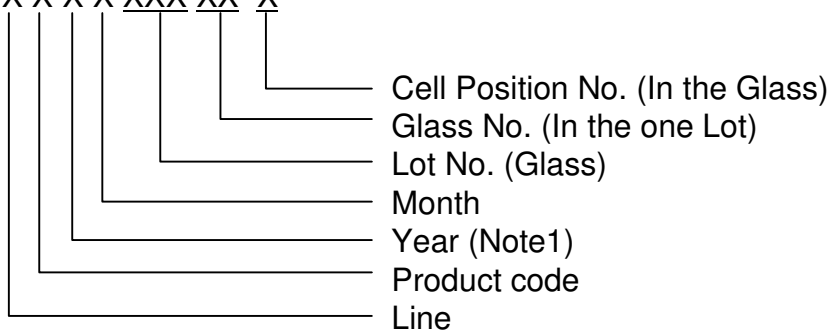 X X X X XXX XX X
Cell Position No. (In the Glass)
Glass No. (In the one Lot)
Lot No. (Glass)
Month
Year (Note1)
Product code
Line